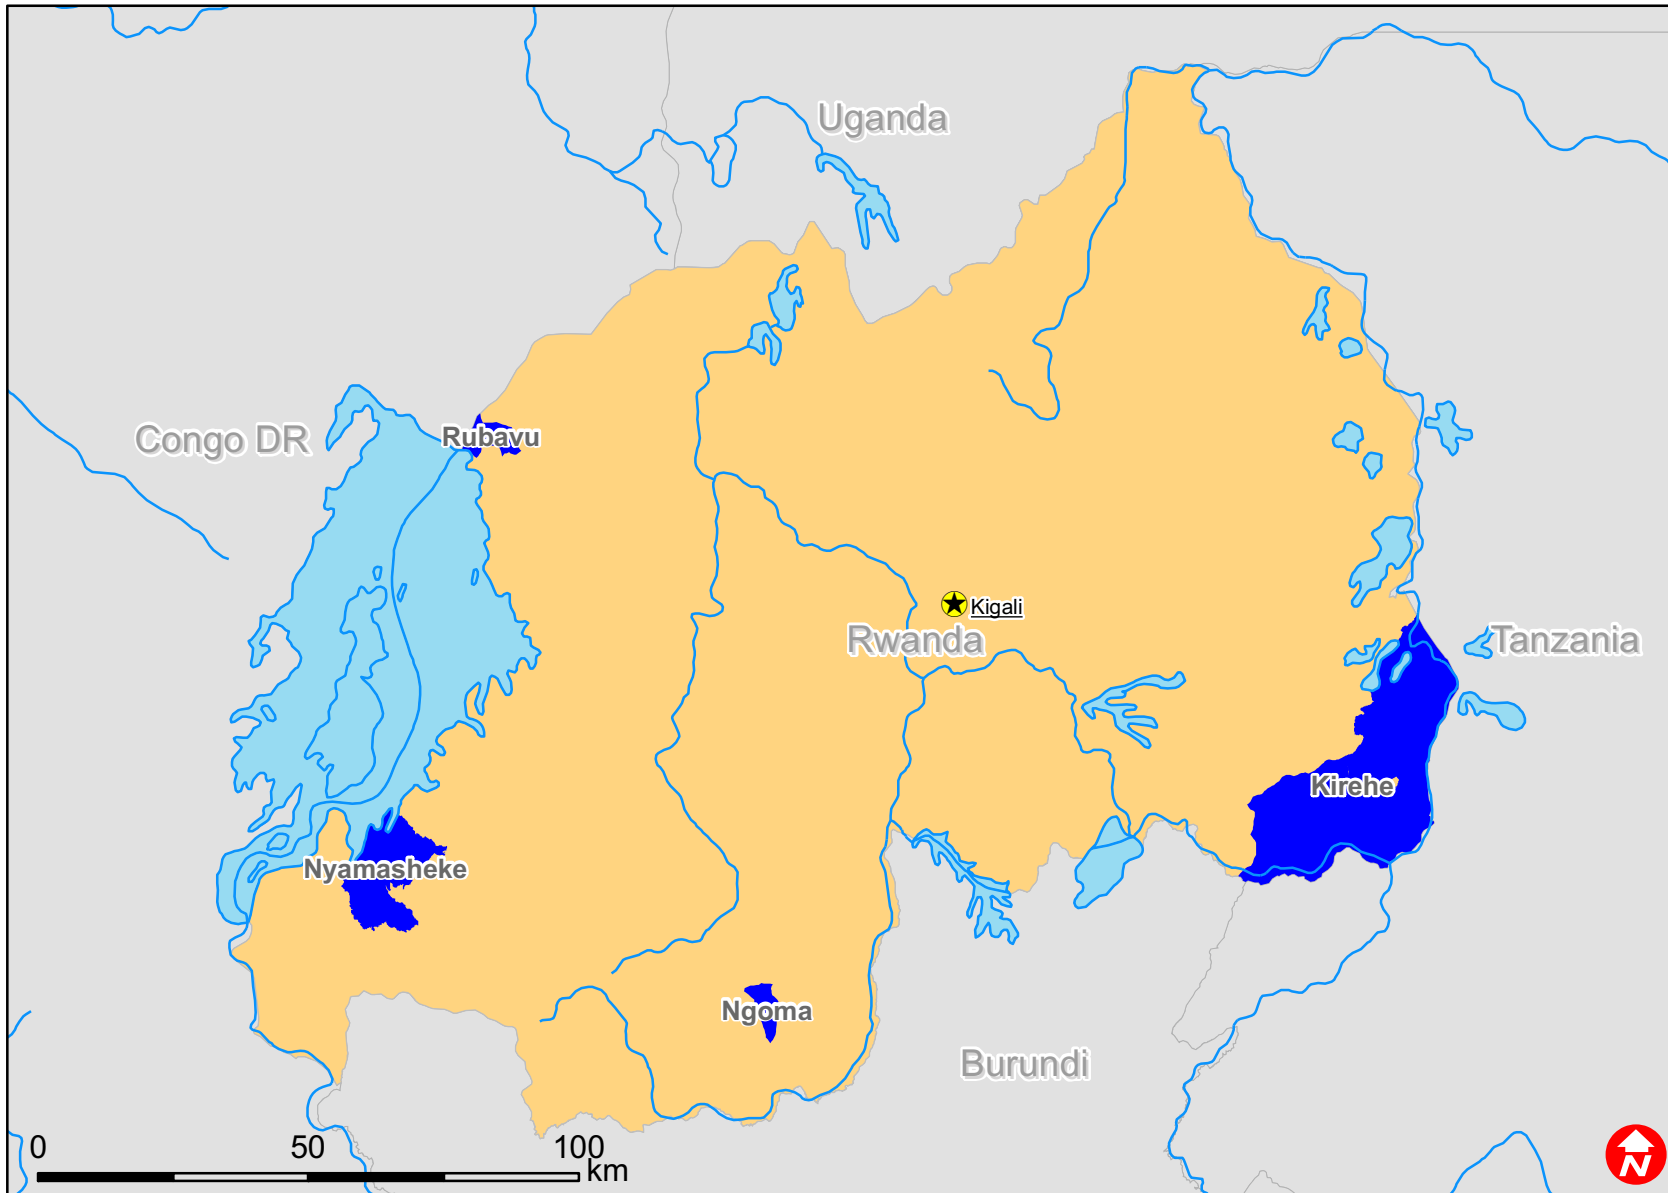 Uganda
Congo DR
Rubavu
Kigali
Rwanda
Tanzania
Kirehe
Nyamasheke
Ngoma
Burundi
0 50 100
km
N